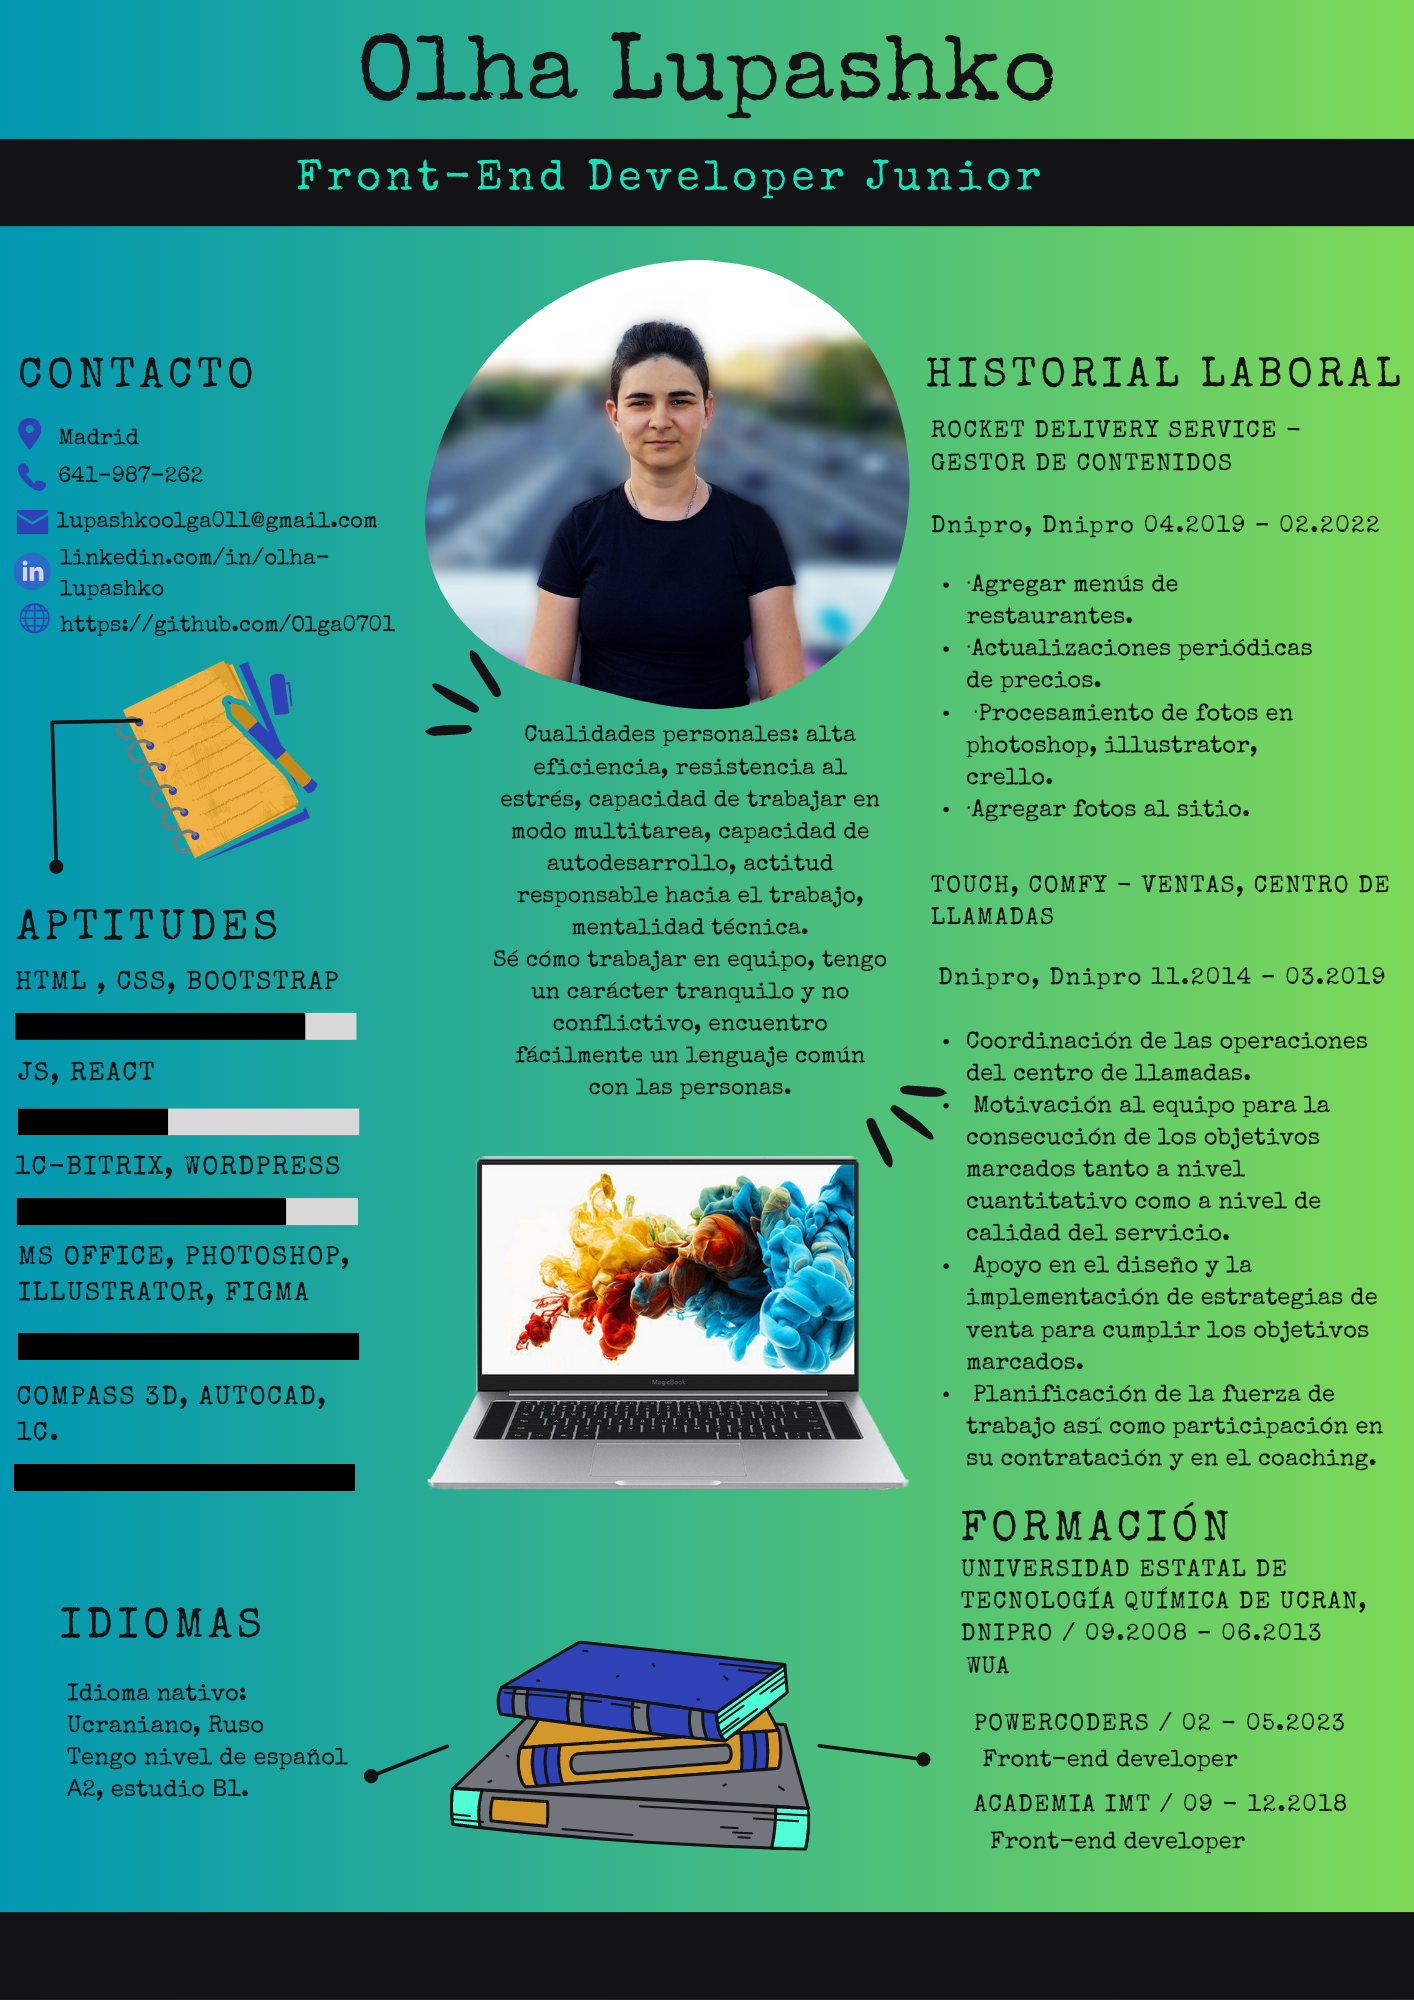 Olha Lupashko
Front-End Developer Junior
CONTACTO
Madrid
641-987-262
lupashkoolga011@gmail.com
linkedin.com/in/olha-
lupashko
https://github.com/Olga0701
APTITUDES
HTML , CSS, BOOTSTRAP
JS, REACT
1C-BITRIX, WORDPRESS
MS OFFICE, PHOTOSHOP,
ILLUSTRATOR, FIGMA
COMPASS 3D, AUTOCAD,
1C.
IDIOMAS
Idioma nativo:
Ucraniano, Ruso
Tengo nivel de español
A2, estudio B1.
Cualidades personales: alta
eficiencia, resistencia al
estrés, capacidad de trabajar en
modo multitarea, capacidad de
autodesarrollo, actitud
responsable hacia el trabajo,
mentalidad técnica.
Sé cómo trabajar en equipo, tengo
un carácter tranquilo y no
conflictivo, encuentro
fácilmente un lenguaje común
con las personas.
MagicBook
HISTORIAL LABORAL
ROCKET DELIVERY SERVICE -
GESTOR DE CONTENIDOS
Dnipro, Dnipro 04.2019 - 02.2022
• ·Agregar menús de
restaurantes.
• ·Actualizaciones periódicas
de precios.
• ·Procesamiento de fotos en
photoshop, illustrator,
crello.
• ·Agregar fotos al sitio.
TOUCH, COMFY - VENTAS, CENTRO DE
LLAMADAS
Dnipro, Dnipro 11.2014 - 03.2019
• Coordinación de las operaciones
del centro de llamadas.
• Motivación al equipo para la
consecución de los objetivos
marcados tanto a nivel
cuantitativo como a nivel de
calidad del servicio.
• Apoyo en el diseño y la
implementación de estrategias de
venta para cumplir los objetivos
marcados.
• Planificación de la fuerza de
trabajo así como participación en
su contratación y en el coaching.
FORMACIÓN
UNIVERSIDAD ESTATAL DE
TECNOLOGÍA QUÍMICA DE UCRAN,
DNIPRO / 09.2008 - 06.2013
WUA
POWERCODERS / 02 - 05.2023
Front-end developer
ACADEMIA IMT / 09 - 12.2018
Front-end developer